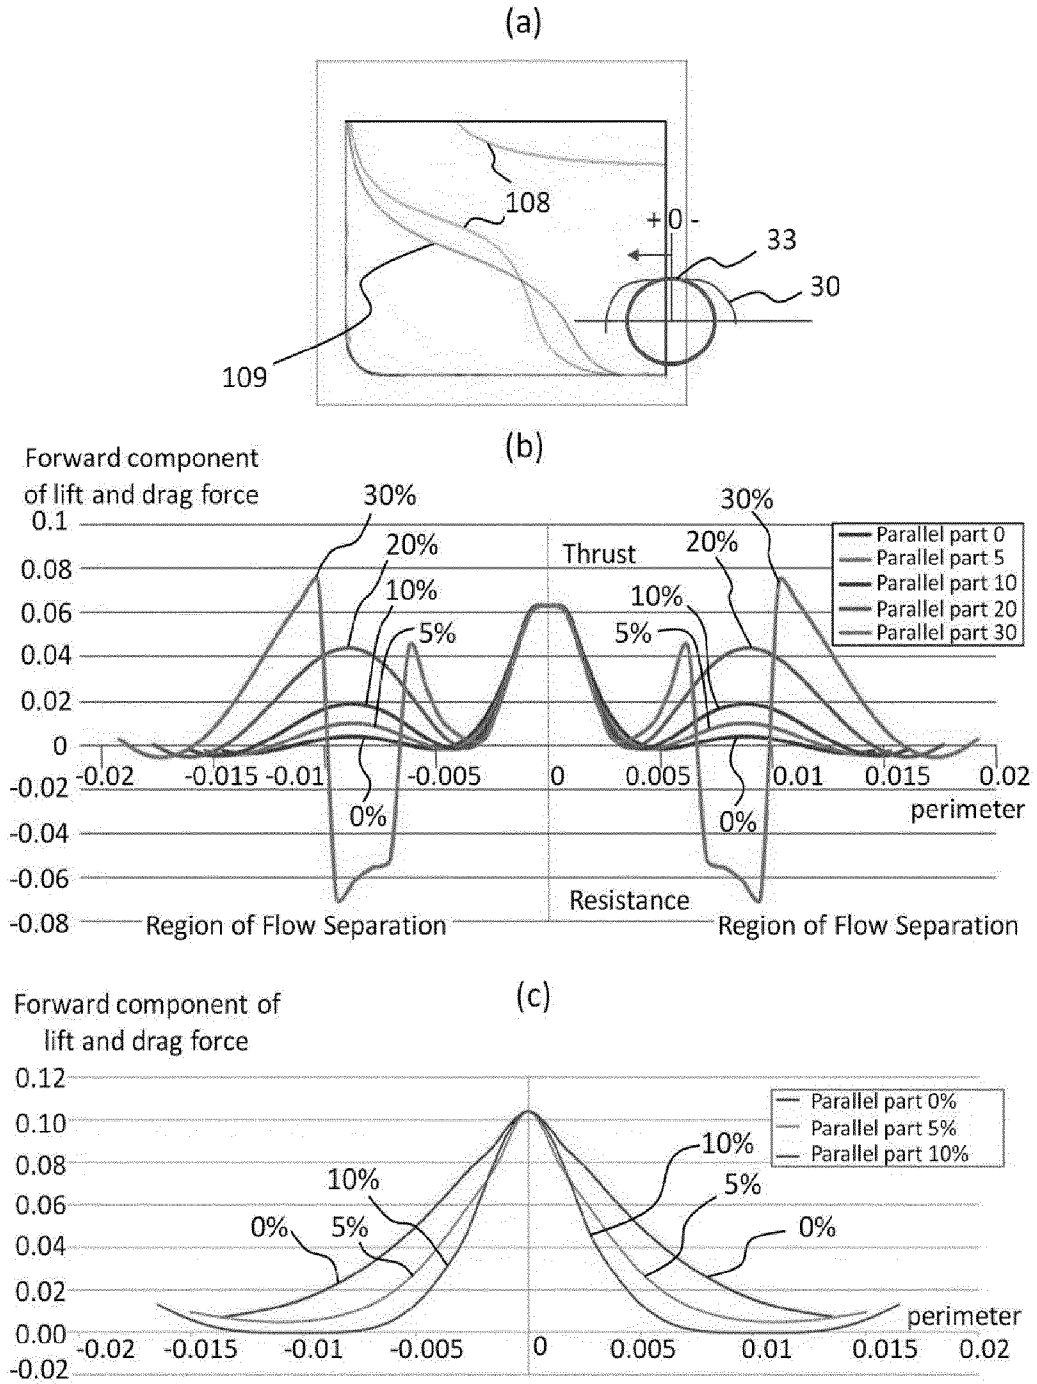 (a)
108
+ 0 -
33
30
109
(b)
Forward component
of lift and drag force
30%
20%
10%
5%
30%
20%
10%
5%
Thrust
Parallel part 0
Parallel part 5
Parallel part 10
Parallel part 20
Parallel part 30
0.1
0.08
0.06
0.04
0.02
0
-0.02
-0.04
-0.06
-0.08
-0.02 -0.015 -0.01 -0.005 0 0.005 0.01 0.015 0.02
perimeter
0%
0%
Resistance
Region of Flow Separation
Region of Flow Separation
(c)
Forward component of
lift and drag force
0.12
0.10
0.08
0.06
0.04
0.02
0.00
-0.02
Parallel part 0%
Parallel part 5%
Parallel part 10%
10%
0%
5%
10%
5%
0%
perimeter
-0.02 -0.015 -0.01 -0.005 0 0.005 0.01 0.015 0.02